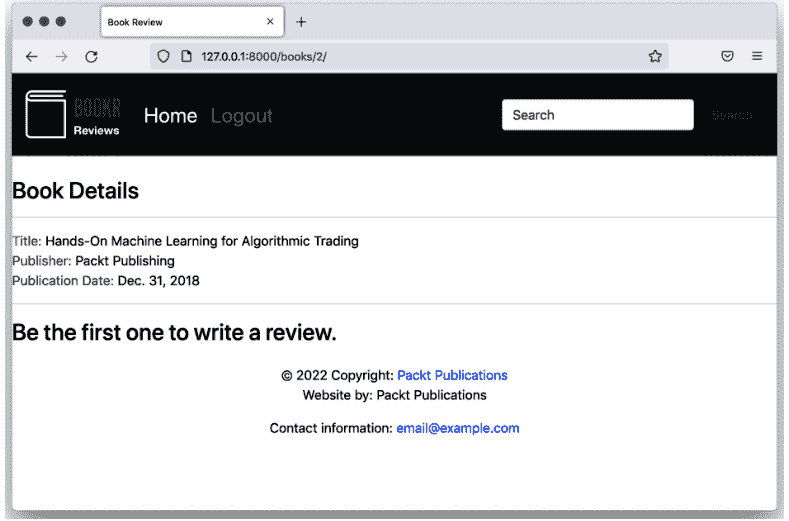 Book Review
127.0.0.1:8000/books/2/
BOOKR
Reviews
Home Logout
Search
Search
Book Details
Title: Hands-On Machine Learning for Algorithmic Trading
Publisher: Packt Publishing
Publication Date: Dec. 31, 2018
Be the first one to write a review.
© 2022 Copyright: Packt Publications
Website by: Packt Publications
Contact information: email@example.com